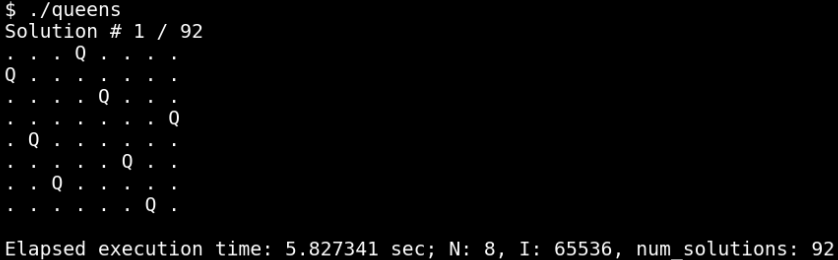 $ ./queens
Solution # 1 / 92
. . . Q . . . .
Q . . . . . . .
. . . . Q . . .
. . . . . . . Q
. Q . . . . . .
. . . . . Q . .
. . Q . . . . .
. . . . . . Q .
Elapsed execution time: 5.827341 sec; N: 8, I: 65536, num_solutions: 92